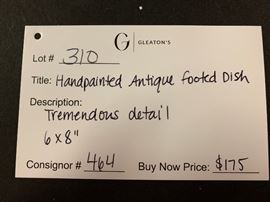 G | GLEATON'S
Lot # 310
Title: Handpainted Antique Footed Dish
Description:
Tremendous detail
6 x 8"
Consignor # 464 Buy Now Price: $175